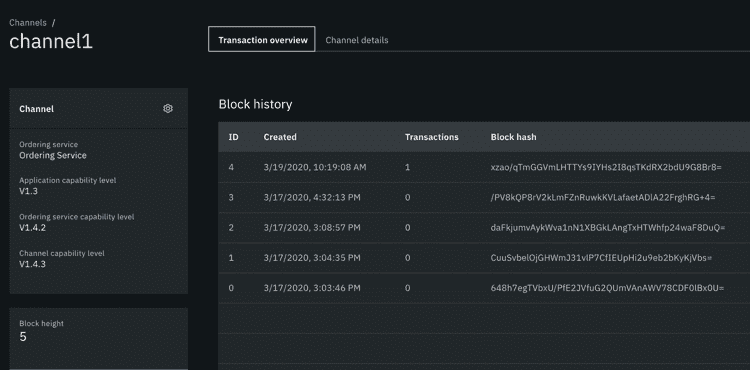 Channels /
channel1
Transaction overview Channel details
Channel
Ordering service
Ordering Service
Application capability level
V1.3
Ordering service capability level
V1.4.2
Channel capability level
V1.4.3
Block height
5
Block history
ID Created Transactions Block hash
4 3/19/2020, 10:19:08 AM 1 xzao/qTmGGVmLHTTYs9IYHs2I8qsTKdRX2bdU9G8Br8=
3 3/17/2020, 4:32:13 PM 0 /PV8kQP8rV2kLmFZnRuwkKVLafaetADlA22FrghRG+4=
2 3/17/2020, 3:08:57 PM 0 daFkjumvAykWva1nN1XBGkLAngTxHTWhfp24waF8DuQ=
1 3/17/2020, 3:04:35 PM 0 CuuSvbelOjGHWmJ31vlP7CfIEUpHi2u9eb2bKyKjVbs=
0 3/17/2020, 3:03:46 PM 0 648h7egTVbxU/PfE2JVfuG2QUmVAnAWV78CDF0lBx0U=